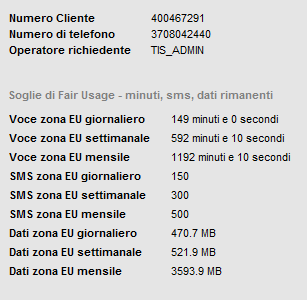 Numero Cliente 400467291
Numero di telefono 3708042440
Operatore richiedente TIS_ADMIN
Soglie di Fair Usage - minuti, sms, dati rimanenti
Voce zona EU giornaliero 149 minuti e 0 secondi
Voce zona EU settimanale 592 minuti e 10 secondi
Voce zona EU mensile 1192 minuti e 10 secondi
SMS zona EU giornaliero 150
SMS zona EU settimanale 300
SMS zona EU mensile 500
Dati zona EU giornaliero 470.7 MB
Dati zona EU settimanale 521.9 MB
Dati zona EU mensile 3593.9 MB